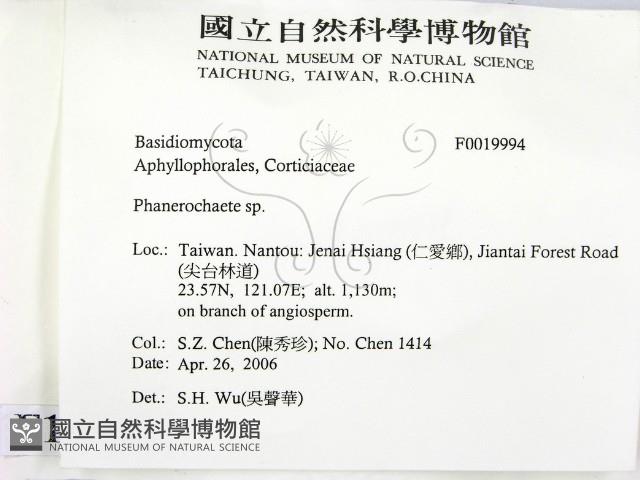 國立自然科學博物館
NATIONAL MUSEUM OF NATURAL SCIENCE
TAICHUNG, TAIWAN, R.O.CHINA
Basidiomycota F0019994
Aphyllophorales, Corticiaceae
Phanerochaete sp.
Loc.: Taiwan. Nantou: Jenai Hsiang (仁愛鄉), Jiantai Forest Road
(尖台林道)
23.57N, 121.07E; alt. 1,130m;
on branch of angiosperm.
Col.: S.Z. Chen(陳秀珍); No. Chen 1414
Date: Apr. 26, 2006
Det.: S.H. Wu(吳聲華)
國立自然科學博物館
NATIONAL MUSEUM OF NATURAL SCIENCE